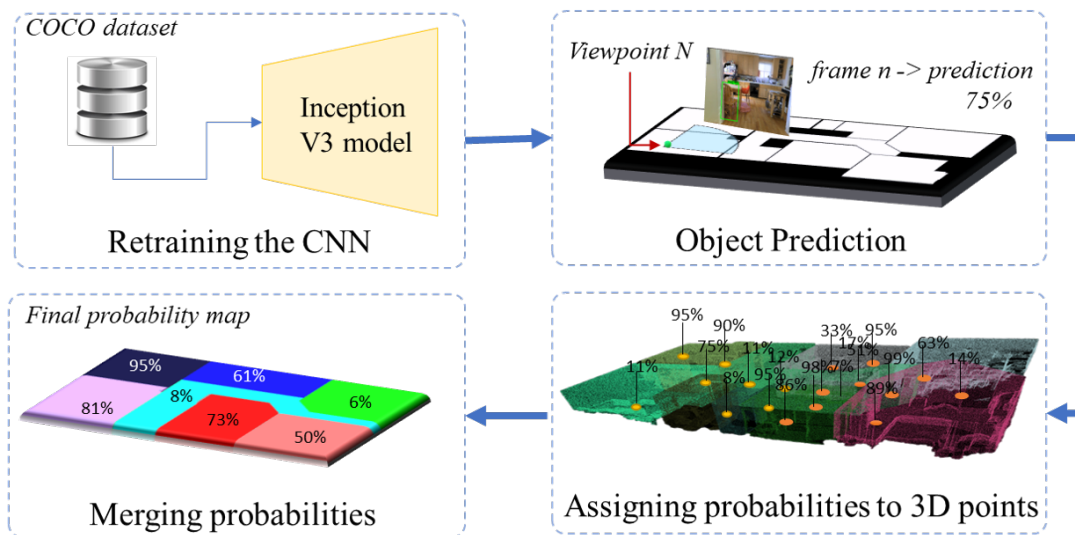 COCO dataset
Inception
V3 model
Retraining the CNN
Viewpoint N
frame n -> prediction
75%
Object Prediction
Final probability map
95%
61%
81%
8%
6%
73%
50%
Merging probabilities
95%
90%
33%
95%
75%
11%
17%
63%
11%
12%
51%
99%
14%
8%
95%
98%
7%
86%
89%
Assigning probabilities to 3D points